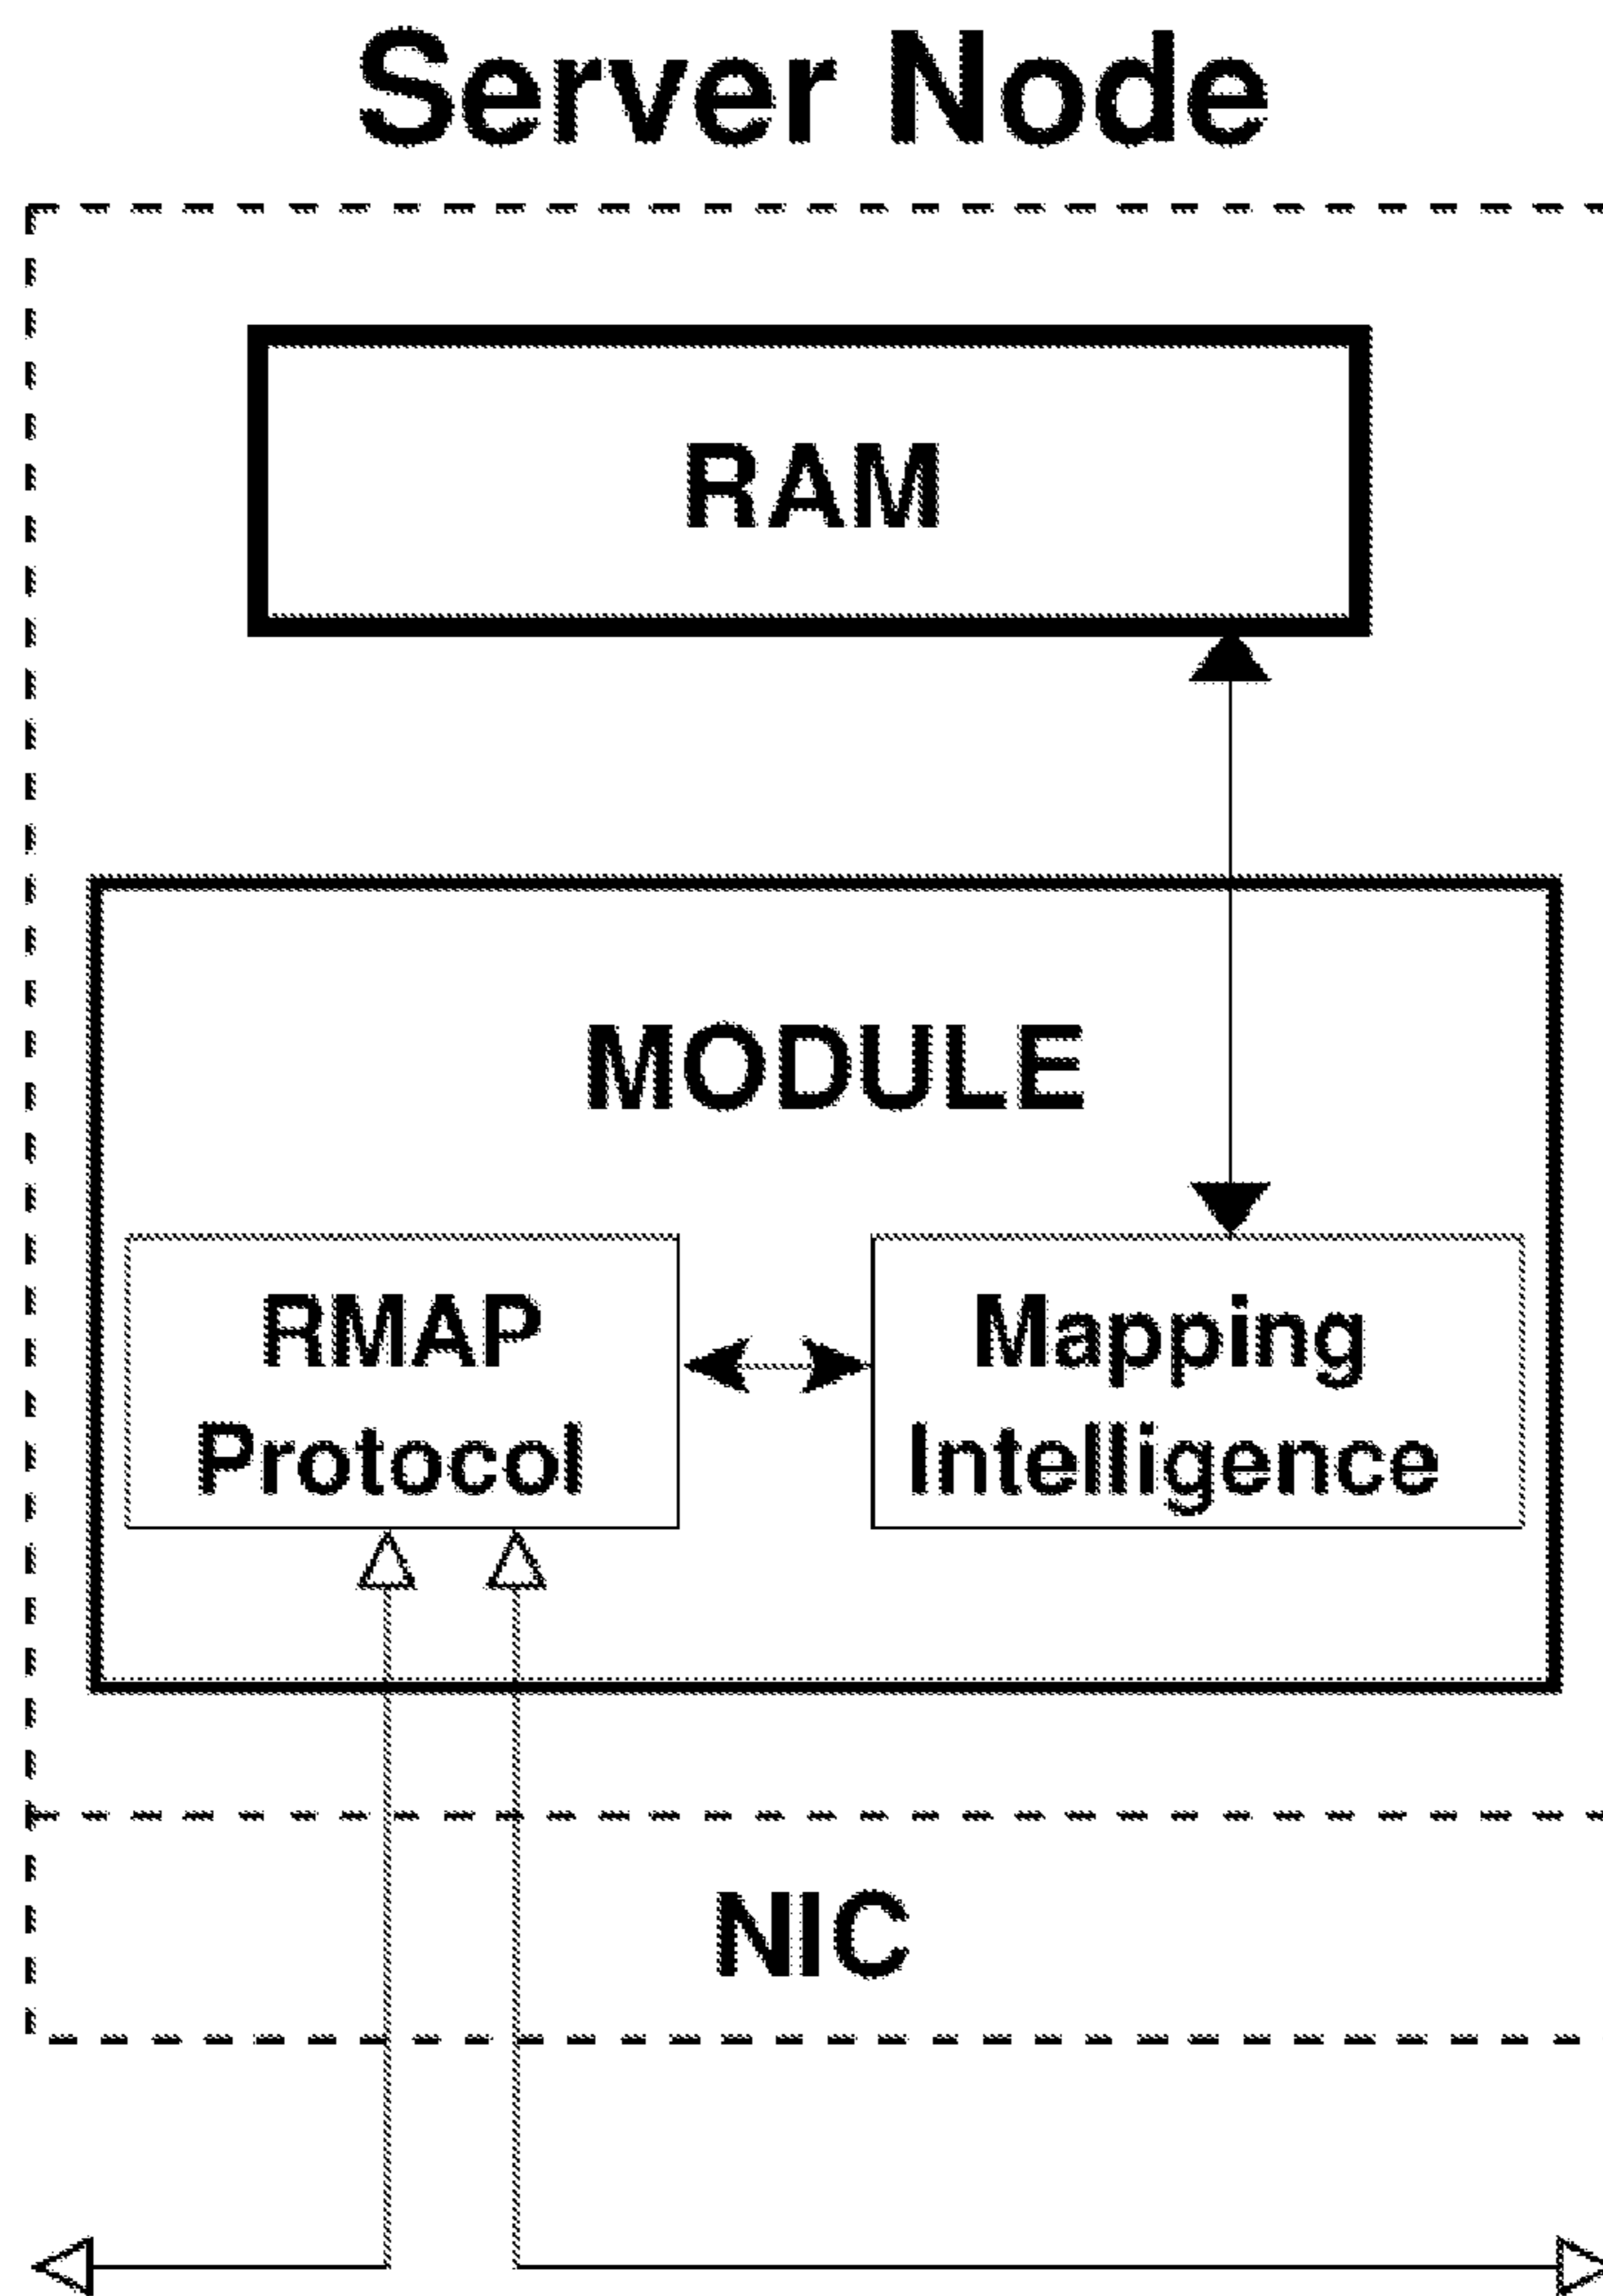 Server Node
RAM
MODULE
RMAP
Protocol
Mapping
Intelligence
NIC